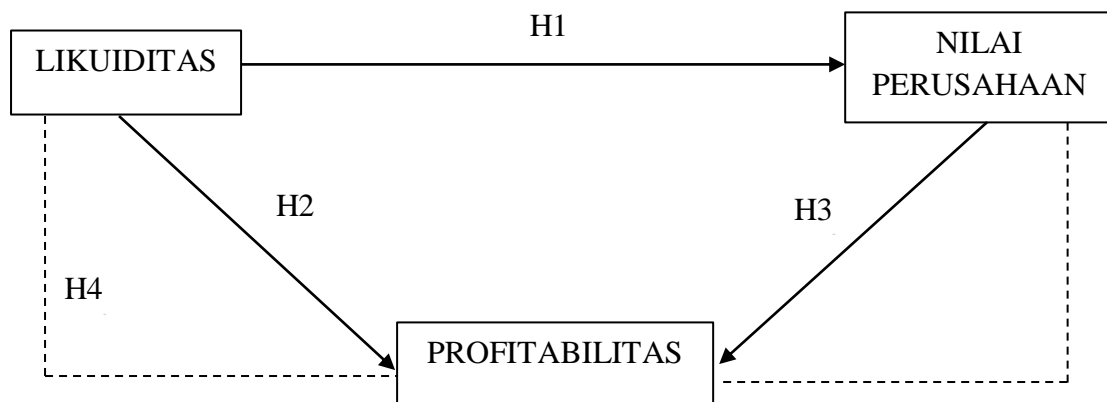 H1
LIKUIDITAS
NILAI
PERUSAHAAN
H2
H3
H4
PROFITABILITAS